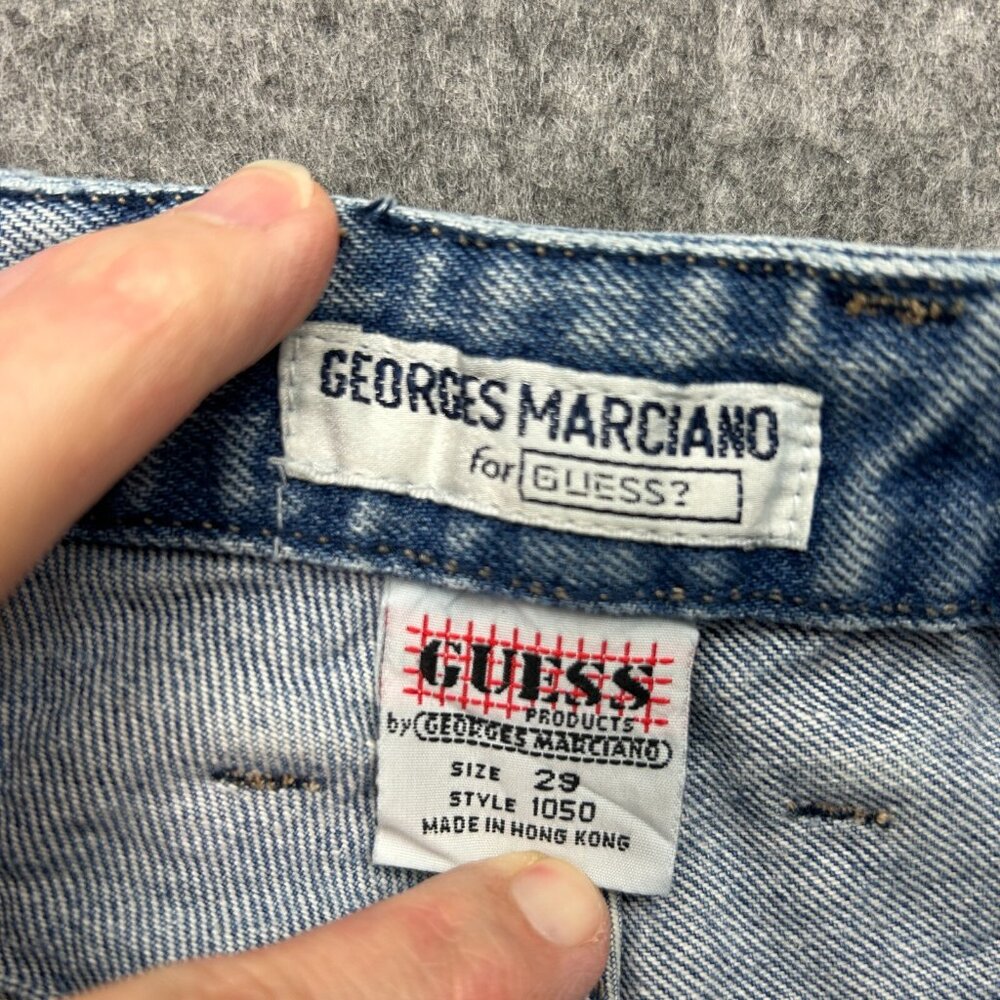 GEORGES MARCIANO
for GUESS?
GUESS
PRODUCTS
by GEORGES MARCIANO
SIZE 29
STYLE 1050
MADE IN HONG KONG